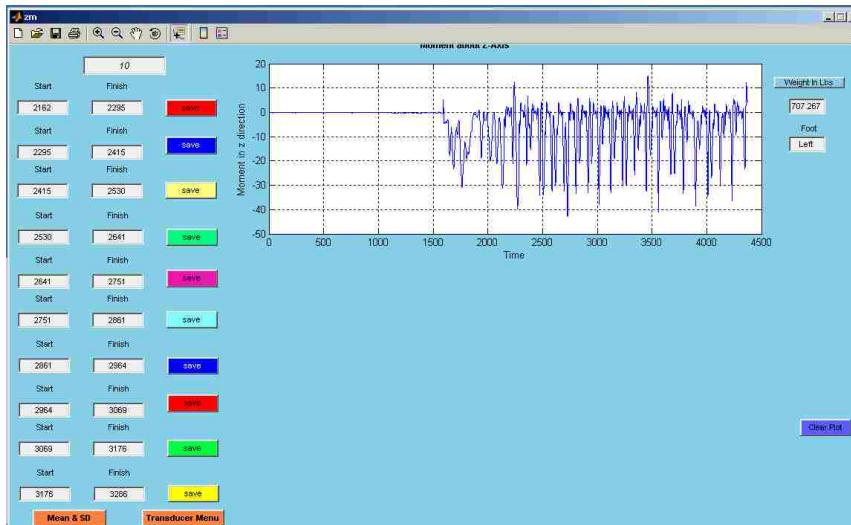 zm
10
Moment about Z-Axis
Start Finish
2162 2295 save
Start Finish
2295 2415 save
Start Finish
2415 2530 save
Start Finish
2530 2641 save
Start Finish
2641 2751 save
Start Finish
2751 2861 save
Start Finish
2861 2964 save
Start Finish
2964 3069 save
Start Finish
3069 3176 save
Start Finish
3176 3286 save
Mean & SD Transducer Menu
Moment in z direction
20
10
0
-10
-20
-30
-40
-50
0 500 1000 1500 2000 2500 3000 3500 4000 4500
Time
Weight In Lbs
707.267
Foot
Left
Clear Plot